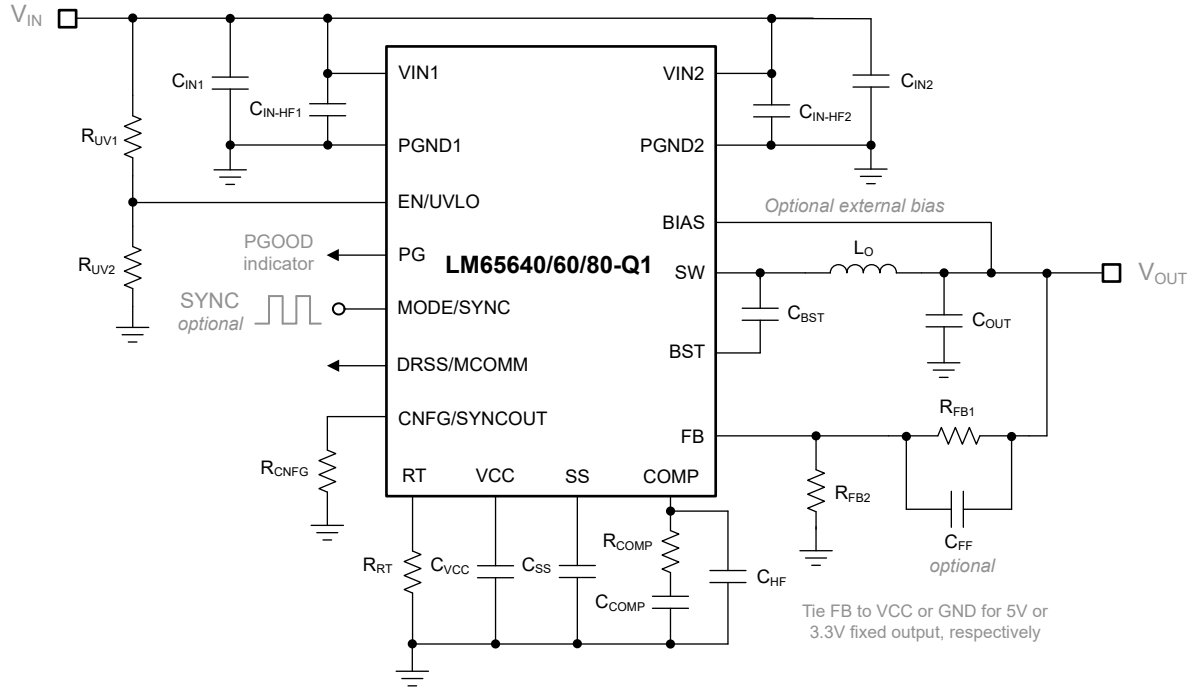 VIN
CIN1
CIN-HF1
VIN1
VIN2
CIN-HF2
CIN2
RUV1
PGND1
PGND2
EN/UVLO
Optional external bias
BIAS
RUV2
PGOOD
indicator
PG
LM65640/60/80-Q1
SW
LO
VOUT
SYNC
optional
MODE/SYNC
CBST
COUT
BST
DRSS/MCOMM
CNFG/SYNCOUT
FB
RFB1
RCNFG
RT
VCC
SS
COMP
RFB2
CFF
optional
RRT
CVCC
CSS
RCOMP
CCOMP
CHF
Tie FB to VCC or GND for 5V or
3.3V fixed output, respectively